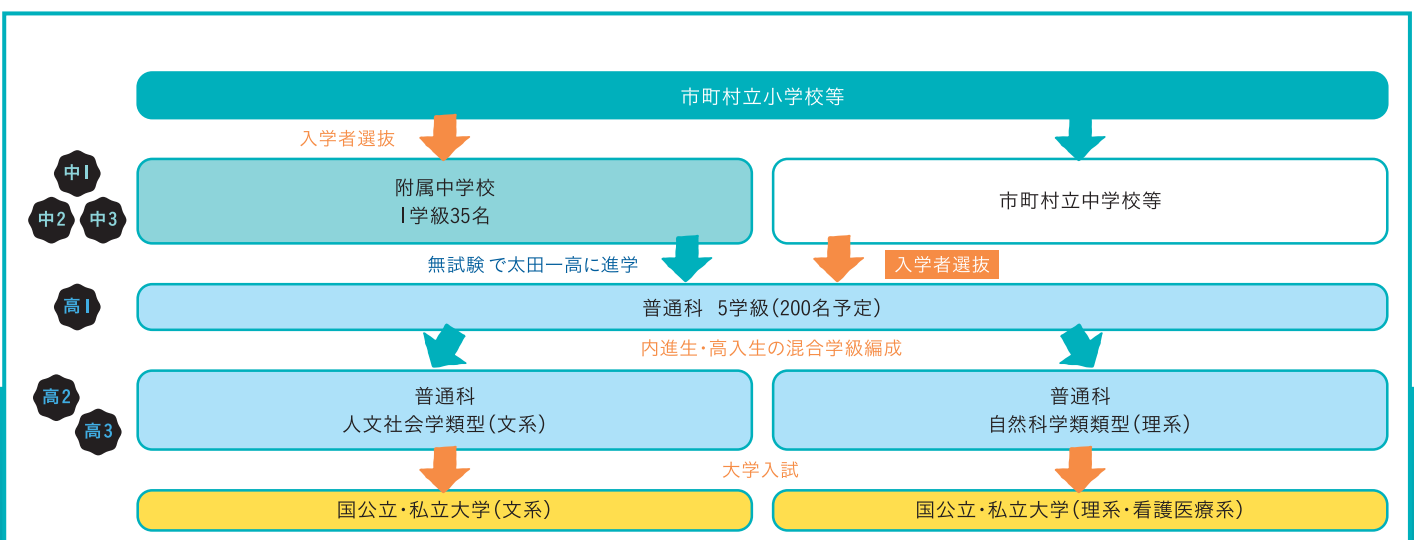 市町村立小学校等
入学者選抜
中1
中2 中3
附属中学校
1学級35名
市町村立中学校等
無試験で太田一高に進学
入学者選抜
高1
普通科 5学級(200名予定)
内進生・高入生の混合学級編成
高2
高3
普通科
人文社会学類型(文系)
普通科
自然科学類類型(理系)
大学入試
国公立・私立大学(文系)
国公立・私立大学(理系・看護医療系)